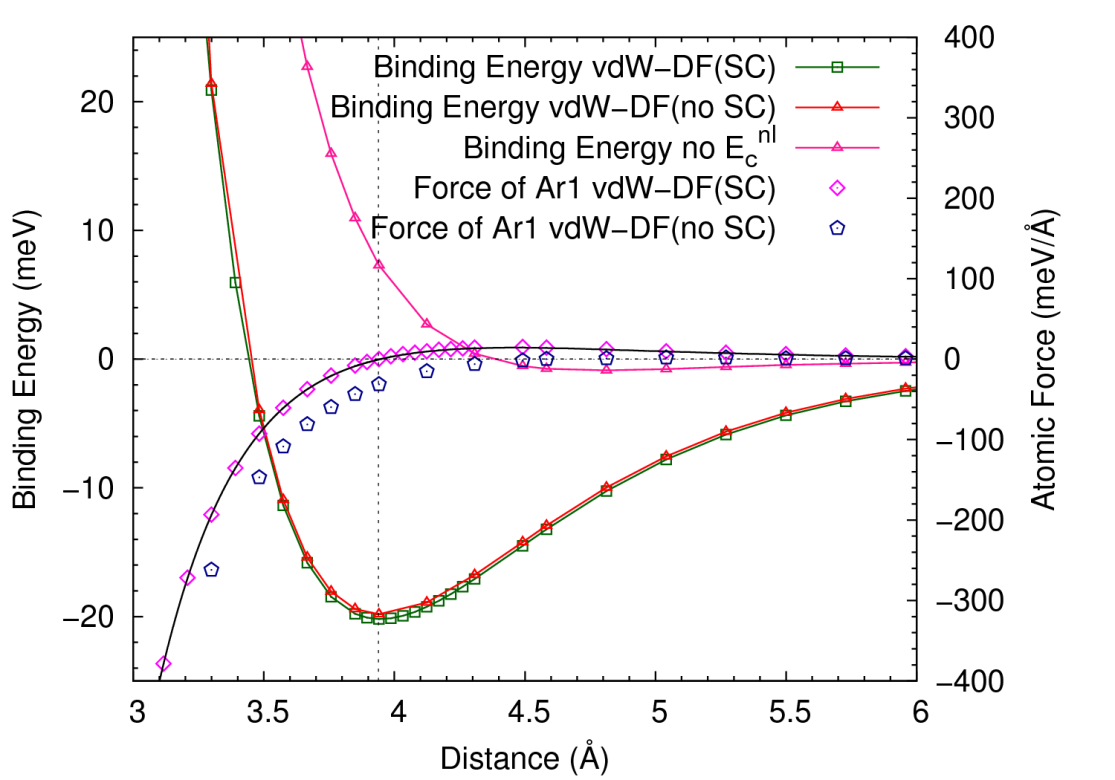 Binding Energy (meV)
20
10
0
−10
−20
Binding Energy vdW−DF(SC)
Binding Energy vdW−DF(no SC)
Binding Energy no E_c^nl
Force of Ar1 vdW−DF(SC)
Force of Ar1 vdW−DF(no SC)
400
300
200
100
0
−100
−200
−300
−400
Atomic Force (meV/Å)
3 3.5 4 4.5 5 5.5 6
Distance (Å)